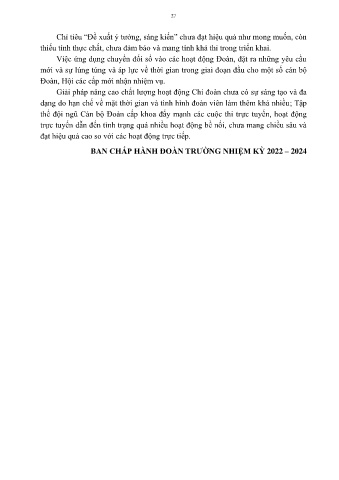 37
Chỉ tiêu “Đề xuất ý tưởng, sáng kiến” chưa đạt hiệu quả như mong muốn, còn
thiếu tính thực chất, chưa đảm bảo và mang tính khả thi trong triển khai.
Việc ứng dụng chuyển đổi số vào các hoạt động Đoàn, đặt ra những yêu cầu
mới và sự lúng túng và áp lực về thời gian trong giai đoạn đầu cho một số cán bộ
Đoàn, Hội các cấp mới nhận nhiệm vụ.
Giải pháp nâng cao chất lượng hoạt động Chi đoàn chưa có sự sáng tạo và đa
dạng do hạn chế về mặt thời gian và tình hình đoàn viên làm thêm khá nhiều; Tập
thể đội ngũ Cán bộ Đoàn cấp khoa đẩy mạnh các cuộc thi trực tuyến, hoạt động
trực tuyến dẫn đến tình trạng quá nhiều hoạt động bề nổi, chưa mang chiều sâu và
đạt hiệu quả cao so với các hoạt động trực tiếp.
BAN CHẤP HÀNH ĐOÀN TRƯỜNG NHIỆM KỲ 2022 – 2024